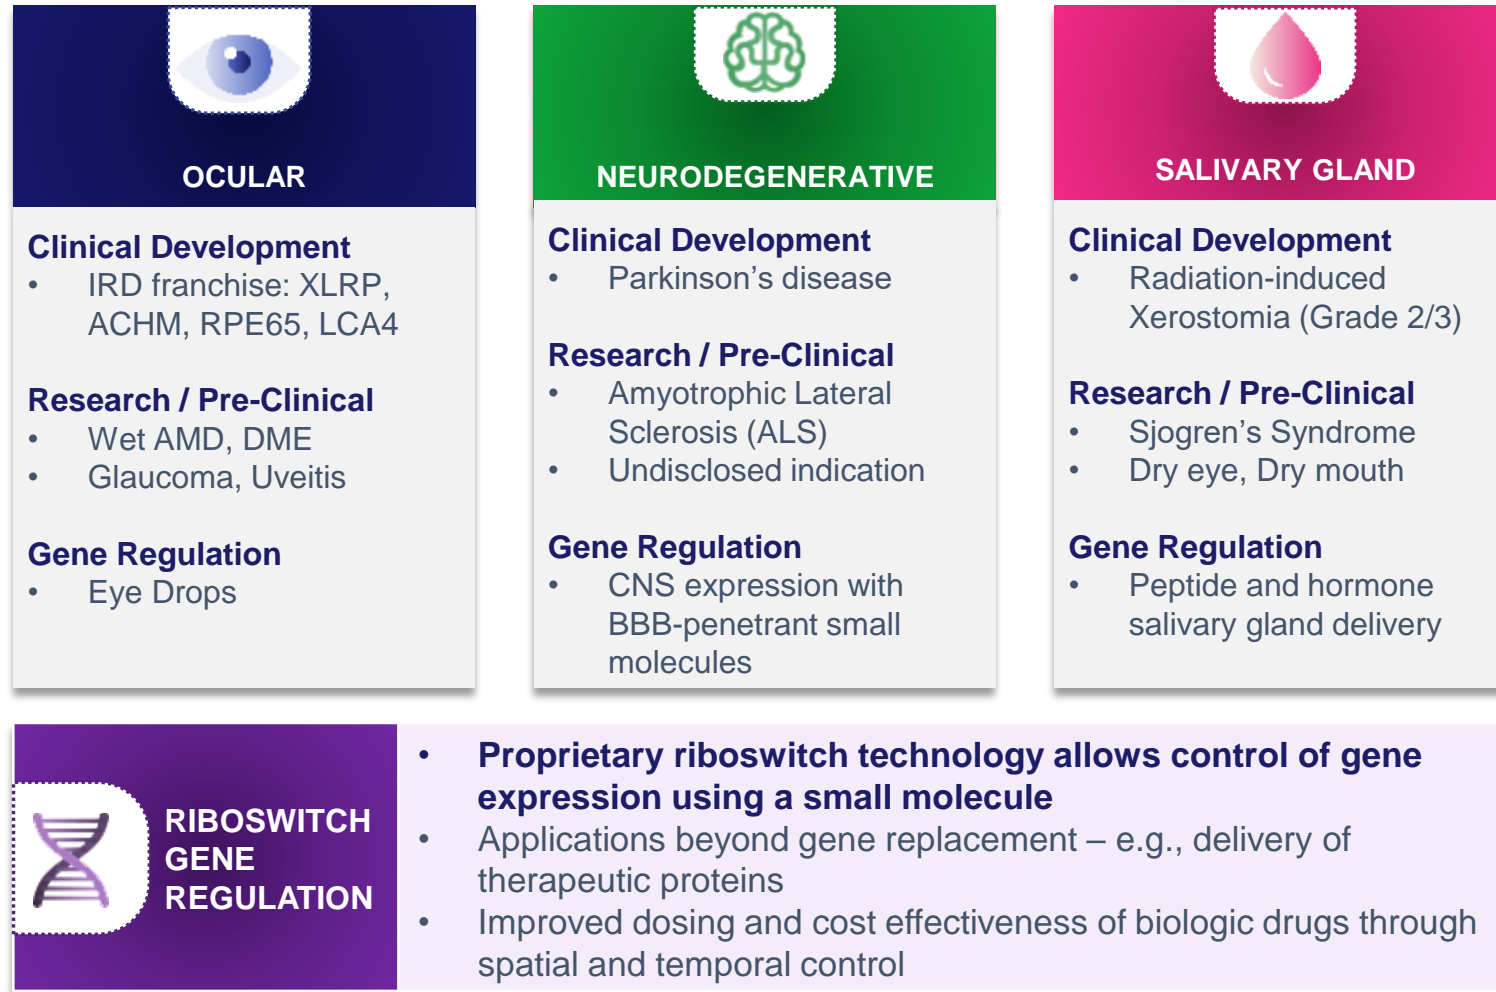 OCULAR
Clinical Development
• IRD franchise: XLRP,
ACHM, RPE65, LCA4
Research / Pre-Clinical
• Wet AMD, DME
• Glaucoma, Uveitis
Gene Regulation
• Eye Drops
NEURODEGENERATIVE
Clinical Development
• Parkinson’s disease
Research / Pre-Clinical
• Amyotrophic Lateral
Sclerosis (ALS)
• Undisclosed indication
Gene Regulation
• CNS expression with
BBB-penetrant small
molecules
SALIVARY GLAND
Clinical Development
• Radiation-induced
Xerostomia (Grade 2/3)
Research / Pre-Clinical
• Sjogren’s Syndrome
• Dry eye, Dry mouth
Gene Regulation
• Peptide and hormone
salivary gland delivery
RIBOSWITCH
GENE
REGULATION
• Proprietary riboswitch technology allows control of gene
expression using a small molecule
• Applications beyond gene replacement – e.g., delivery of
therapeutic proteins
• Improved dosing and cost effectiveness of biologic drugs through
spatial and temporal control